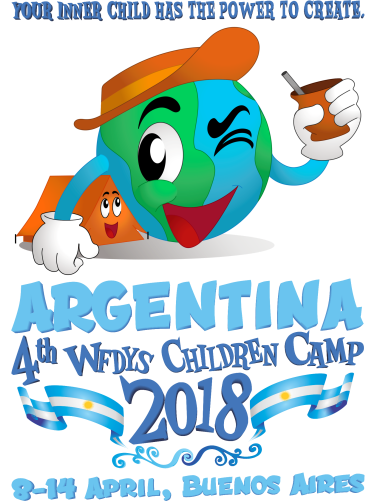 YOUR INNER CHILD HAS THE POWER TO CREATE.
ARGENTINA
4th WFDYS CHILDREN CAMP
2018
8-14 APRIL, BUENOS AIRES